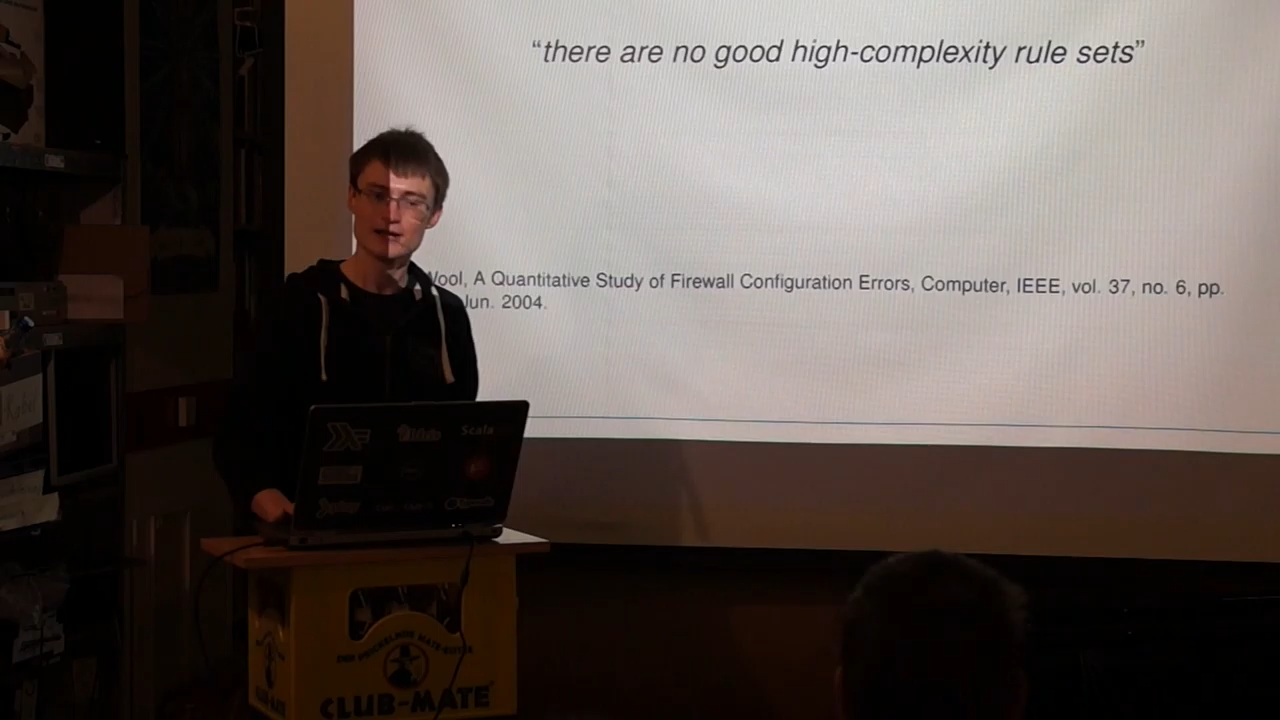 “there are no good high-complexity rule sets”
Wool, A Quantitative Study of Firewall Configuration Errors, Computer, IEEE, vol. 37, no. 6, pp.
Jun. 2004.
Kabel
Scala
CLUB-MATE